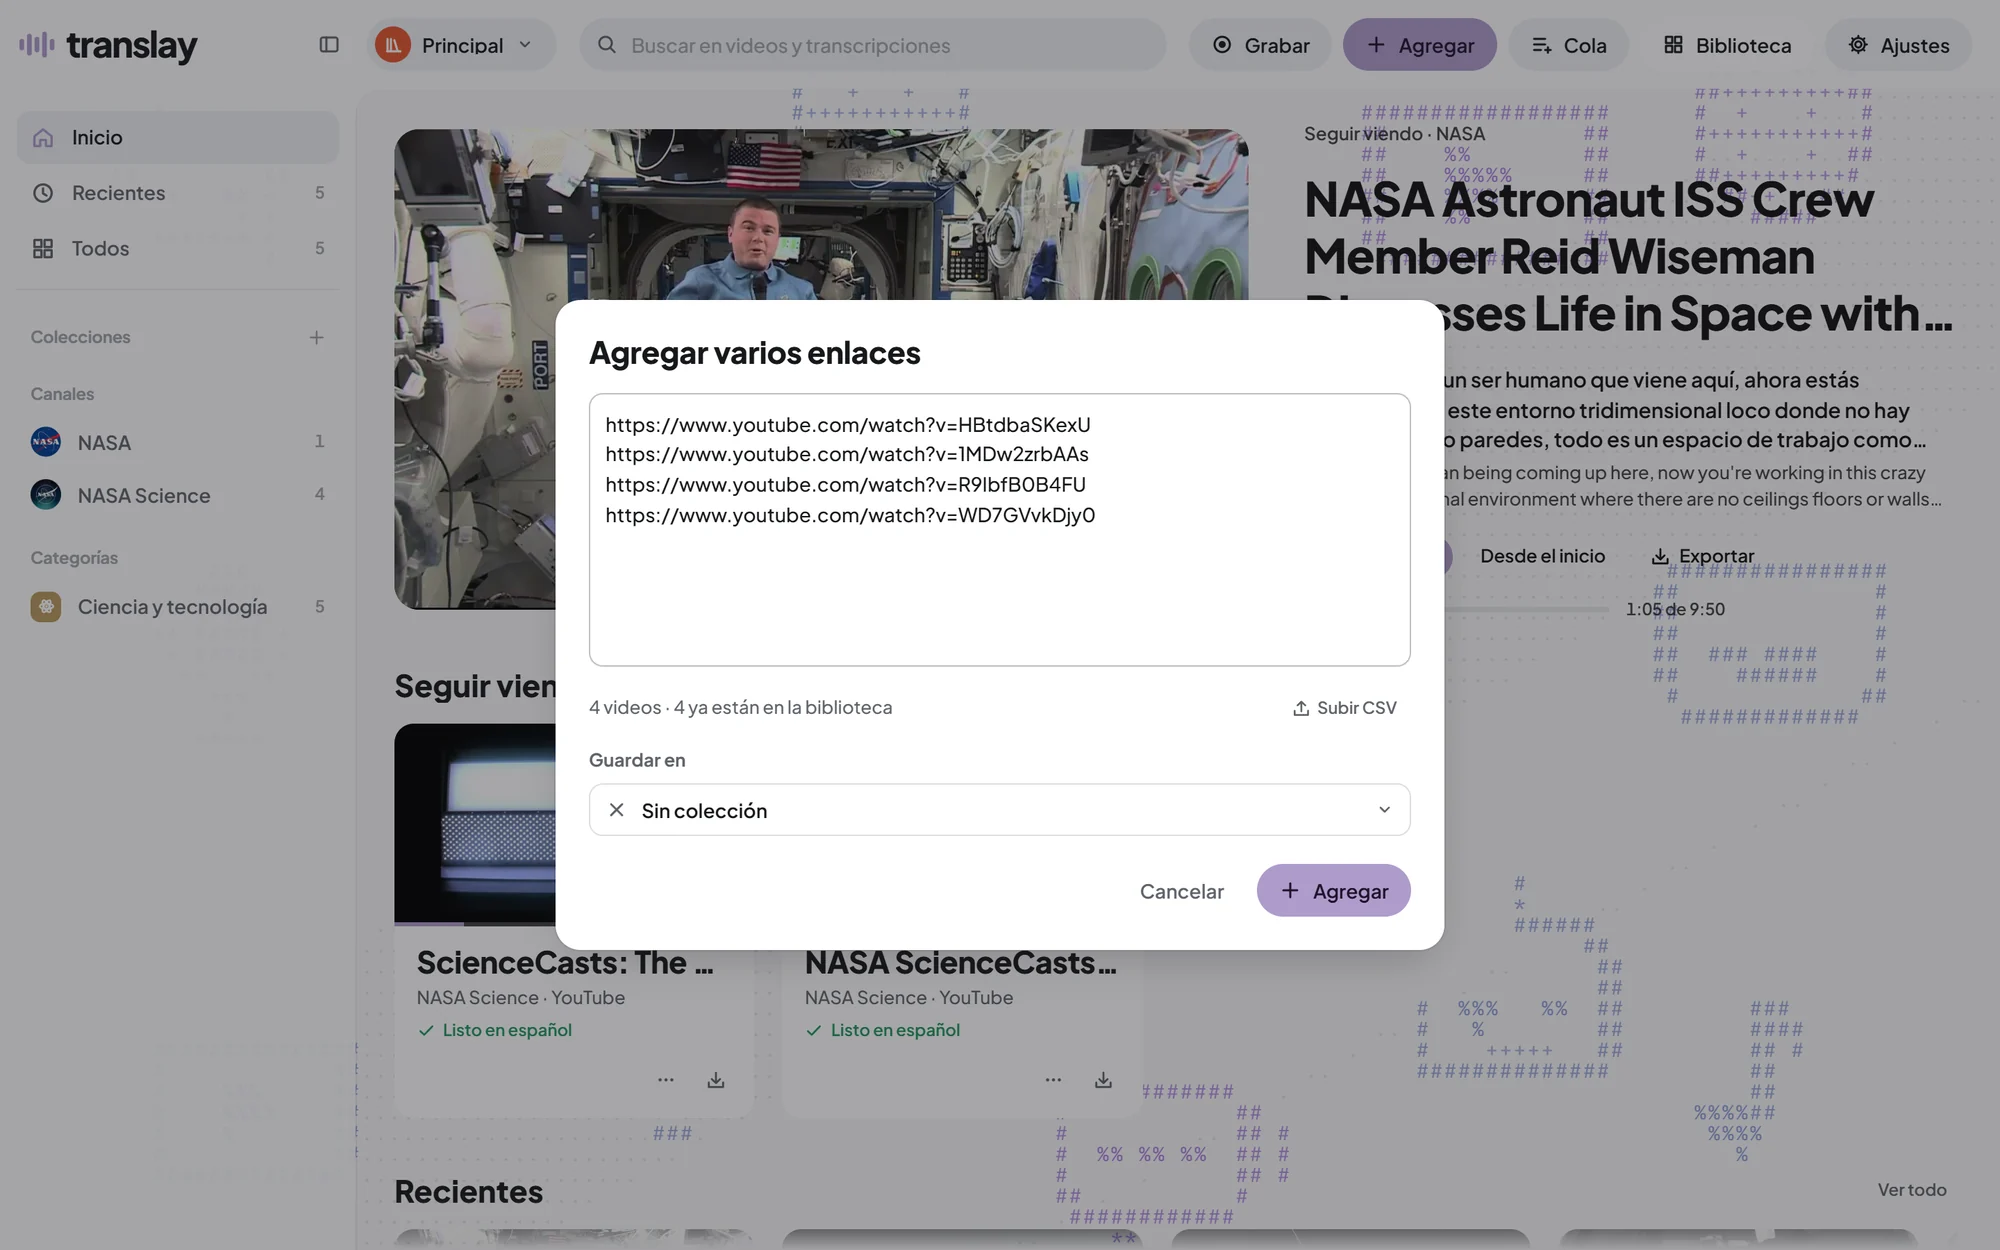 translay
Principal
Buscar en videos y transcripciones
Grabar
Agregar
Cola
Biblioteca
Ajustes
Inicio
Recientes 5
Todos 5
Colecciones
Canales
NASA 1
NASA Science 4
Categorías
Ciencia y tecnología 5
PORT
Seguir viendo · NASA
NASA Astronaut ISS Crew
Member Reid Wiseman
sses Life in Space with...
un ser humano que viene aquí, ahora estás
este entorno tridimensional loco donde no hay
o paredes, todo es un espacio de trabajo como...
an being coming up here, now you're working in this crazy
al environment where there are no ceilings floors or walls...
Desde el inicio
Exportar
1:05 de 9:50
Agregar varios enlaces
https://www.youtube.com/watch?v=HBtdbaSKexU
https://www.youtube.com/watch?v=1MDw2zrbAAs
https://www.youtube.com/watch?v=R9IbfB0B4FU
https://www.youtube.com/watch?v=WD7GVvkDjy0
4 videos · 4 ya están en la biblioteca
Subir CSV
Guardar en
Sin colección
Cancelar
Agregar
Seguir vien
ScienceCasts: The ...
NASA Science · YouTube
Listo en español
NASA ScienceCasts...
NASA Science · YouTube
Listo en español
Recientes
Ver todo